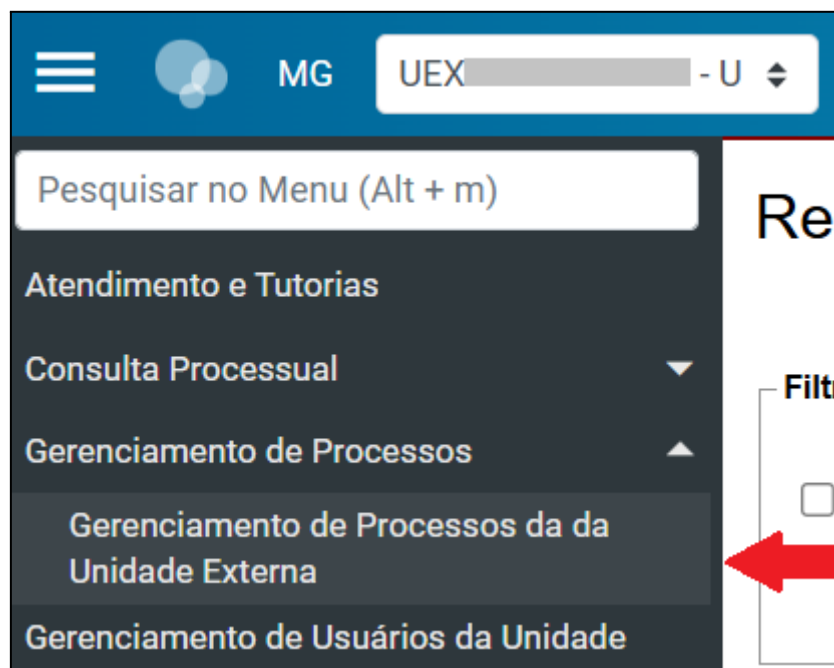 MG
UEX - U
Pesquisar no Menu (Alt + m)
Re
Atendimento e Tutorias
Consulta Processual
Filt
Gerenciamento de Processos
Gerenciamento de Processos da da
Unidade Externa
Gerenciamento de Usuários da Unidade